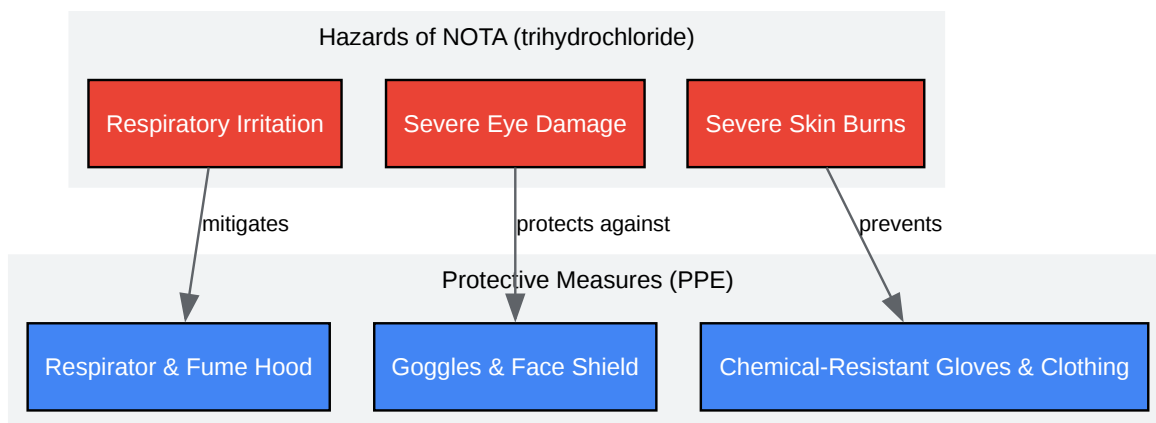 Hazards of NOTA (trihydrochloride)
Respiratory Irritation
Severe Eye Damage
Severe Skin Burns
mitigates
protects against
prevents
Protective Measures (PPE)
Respirator & Fume Hood
Goggles & Face Shield
Chemical-Resistant Gloves & Clothing